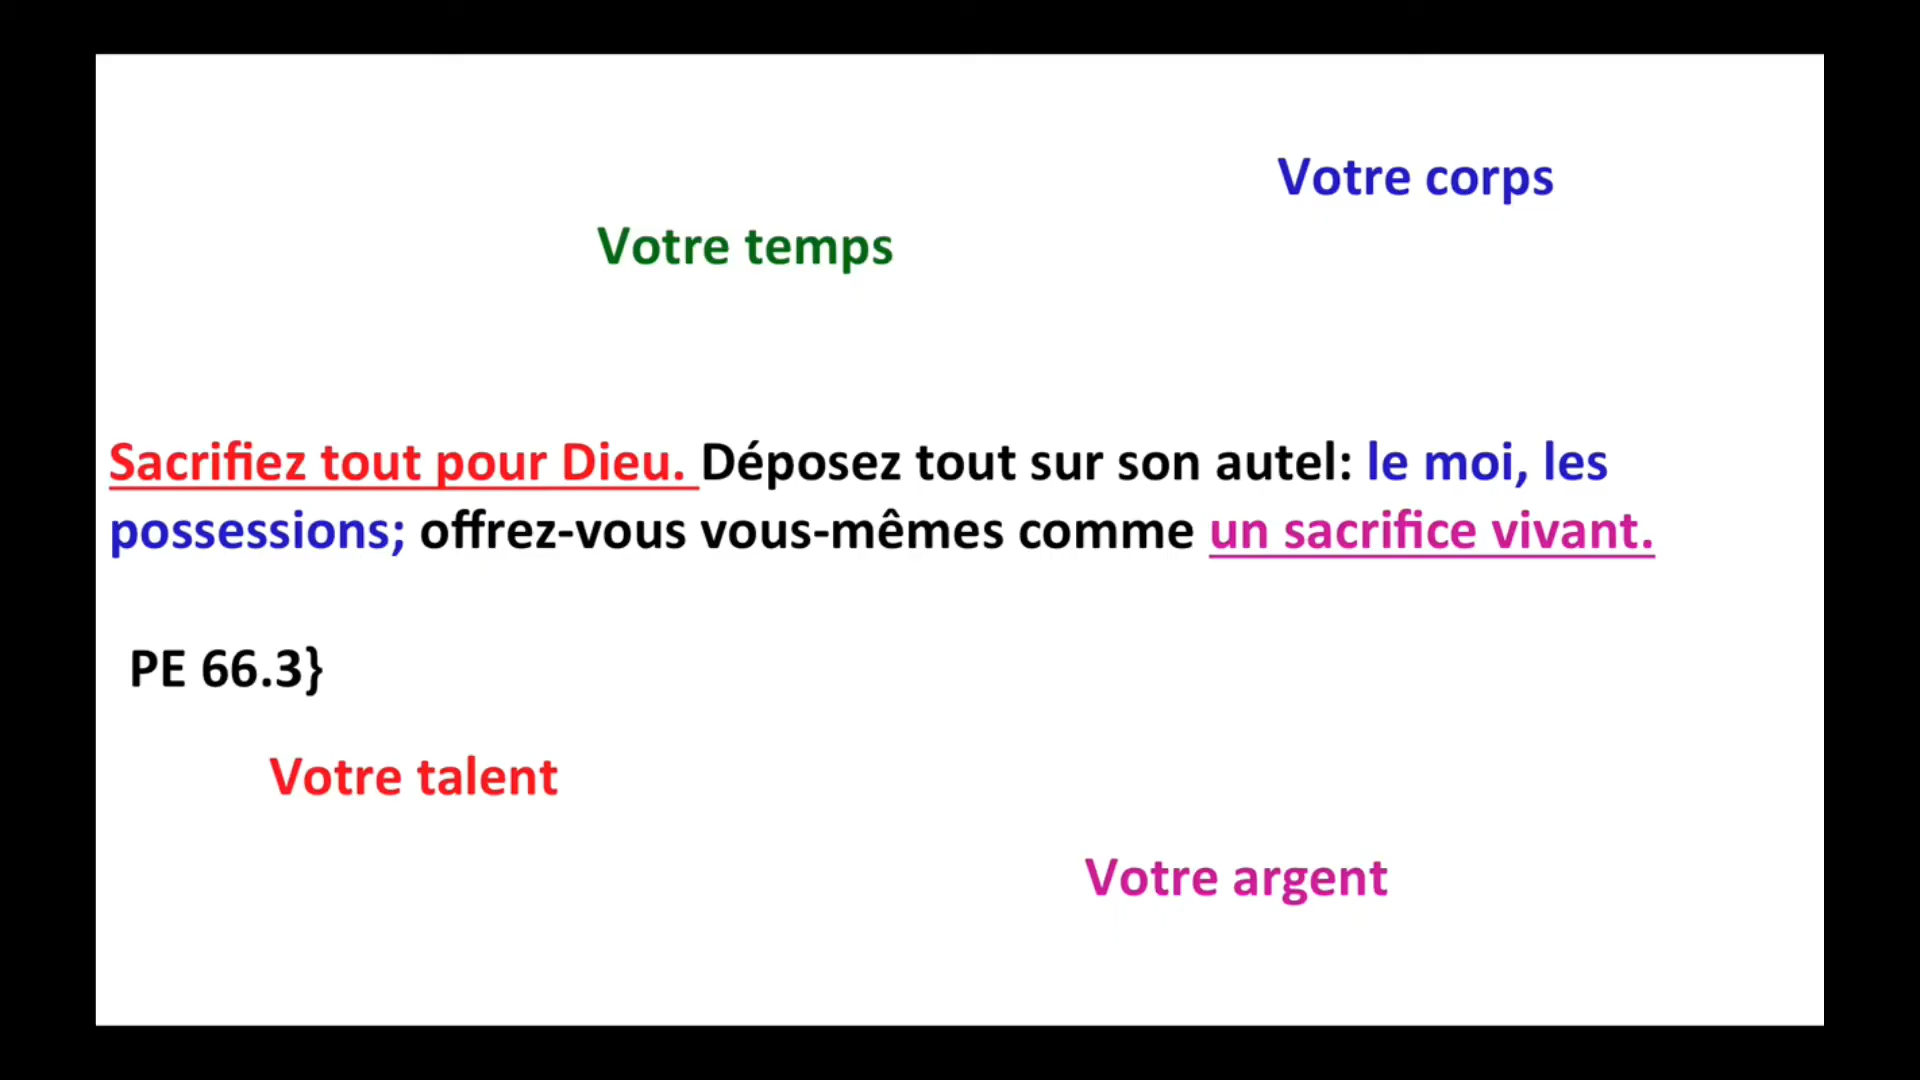 Votre corps
Votre temps
Sacrifiez tout pour Dieu. Déposez tout sur son autel: le moi, les
possessions; offrez-vous vous-mêmes comme un sacrifice vivant.
PE 66.3}
Votre talent
Votre argent